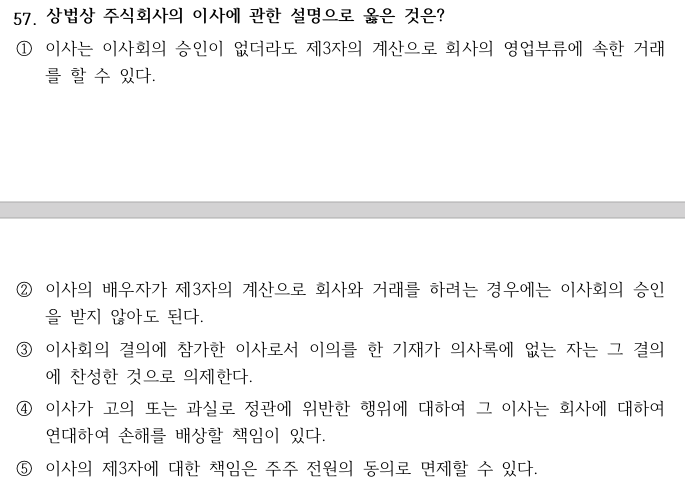 57. 상법상 주식회사의 이사에 관한 설명으로 옳은 것은?
① 이사는 이사회의 승인이 없더라도 제3자의 계산으로 회사의 영업부류에 속한 거래
를 할 수 있다.
② 이사의 배우자가 제3자의 계산으로 회사와 거래를 하려는 경우에는 이사회의 승인
을 받지 않아도 된다.
③ 이사회의 결의에 참가한 이사로서 이의를 한 기재가 의사록에 없는 자는 그 결의
에 찬성한 것으로 의제한다.
④ 이사가 고의 또는 과실로 정관에 위반한 행위에 대하여 그 이사는 회사에 대하여
연대하여 손해를 배상할 책임이 있다.
⑤ 이사의 제3자에 대한 책임은 주주 전원의 동의로 면제할 수 있다.